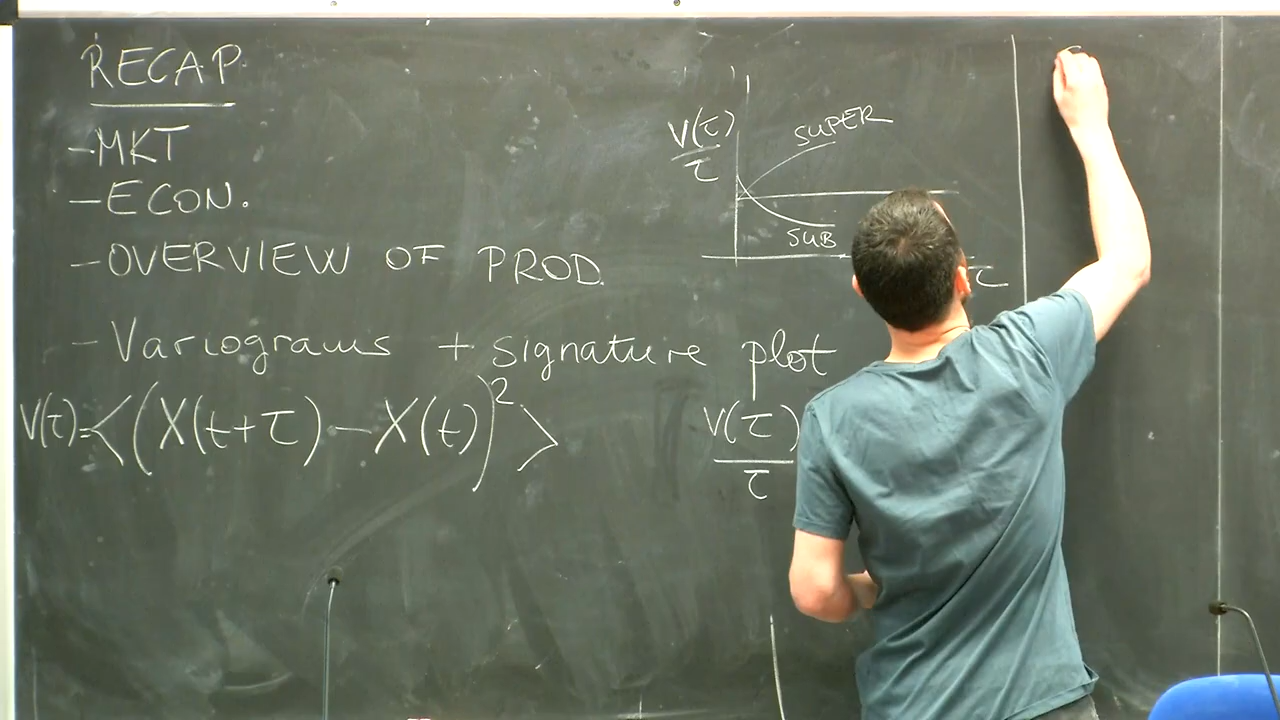 RECAP.
-MKT
-ECON.
-OVERVIEW OF PROD.
- Variograms + signature plot
V(τ)=<(X(t+τ)-X(t))²>
V(τ)
τ
V(τ)
τ
SUPER
SUB
τ